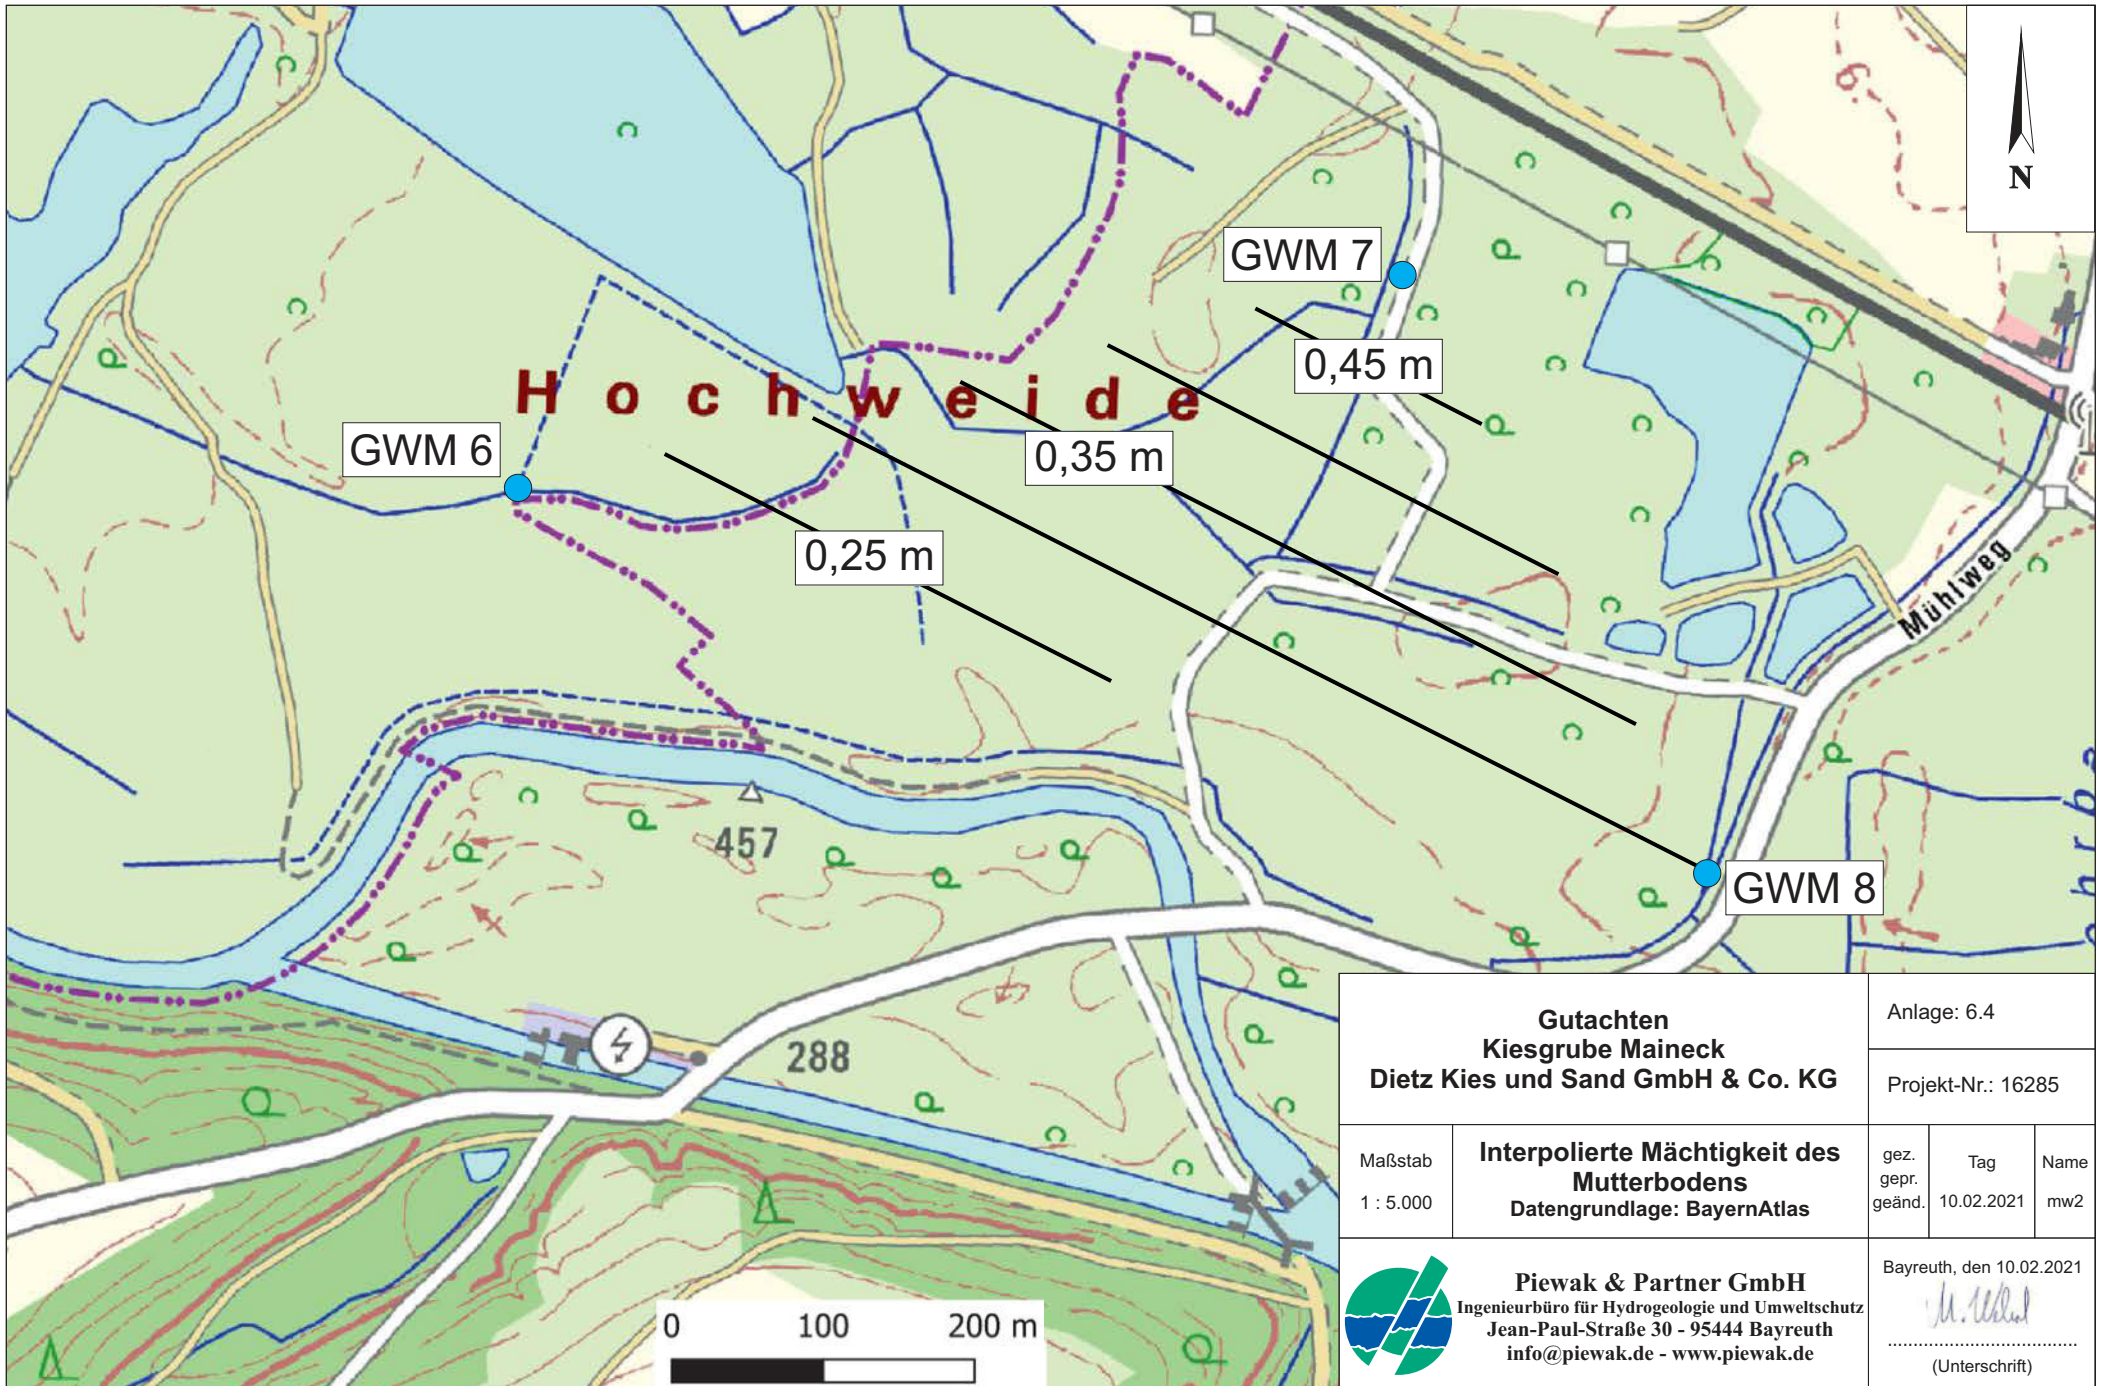 N
GWM 7
0,45 m
Hochweide
GWM 6
0,35 m
0,25 m
Mühlweg
457
GWM 8
288
0 100 200 m
Gutachten
Kiesgrube Maineck
Dietz Kies und Sand GmbH & Co. KG
Anlage: 6.4
Projekt-Nr.: 16285
Maßstab
1 : 5.000
Interpolierte Mächtigkeit des
Mutterbodens
Datengrundlage: BayernAtlas
gez.
gepr.
geänd.
Tag
10.02.2021
Name
mw2
Piewak & Partner GmbH
Ingenieurbüro für Hydrogeologie und Umweltschutz
Jean-Paul-Straße 30 - 95444 Bayreuth
info@piewak.de - www.piewak.de
Bayreuth, den 10.02.2021
(Unterschrift)